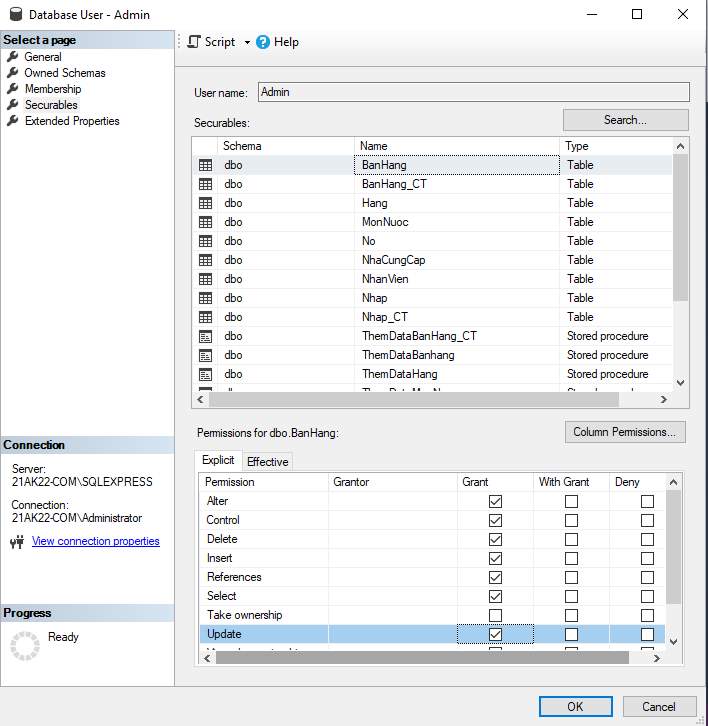 Database User - Admin
Select a page
General
Owned Schemas
Membership
Securables
Extended Properties
Script
Help
User name: Admin
Securables: Search...
Schema Name Type
dbo BanHang Table
dbo BanHang_CT Table
dbo Hang Table
dbo MonNuoc Table
dbo No Table
dbo NhaCungCap Table
dbo NhanVien Table
dbo Nhap Table
dbo Nhap_CT Table
dbo ThemDataBanHang_CT Stored procedure
dbo ThemDataBanhang Stored procedure
dbo ThemDataHang Stored procedure
Connection
Server:
21AK22-COM\SQLEXPRESS
Connection:
21AK22-COM\Administrator
View connection properties
Progress
Ready
Permissions for dbo.BanHang: Column Permissions...
Explicit Effective
Permission Grantor Grant With Grant Deny
Alter
Control
Delete
Insert
References
Select
Take ownership
Update
OK Cancel